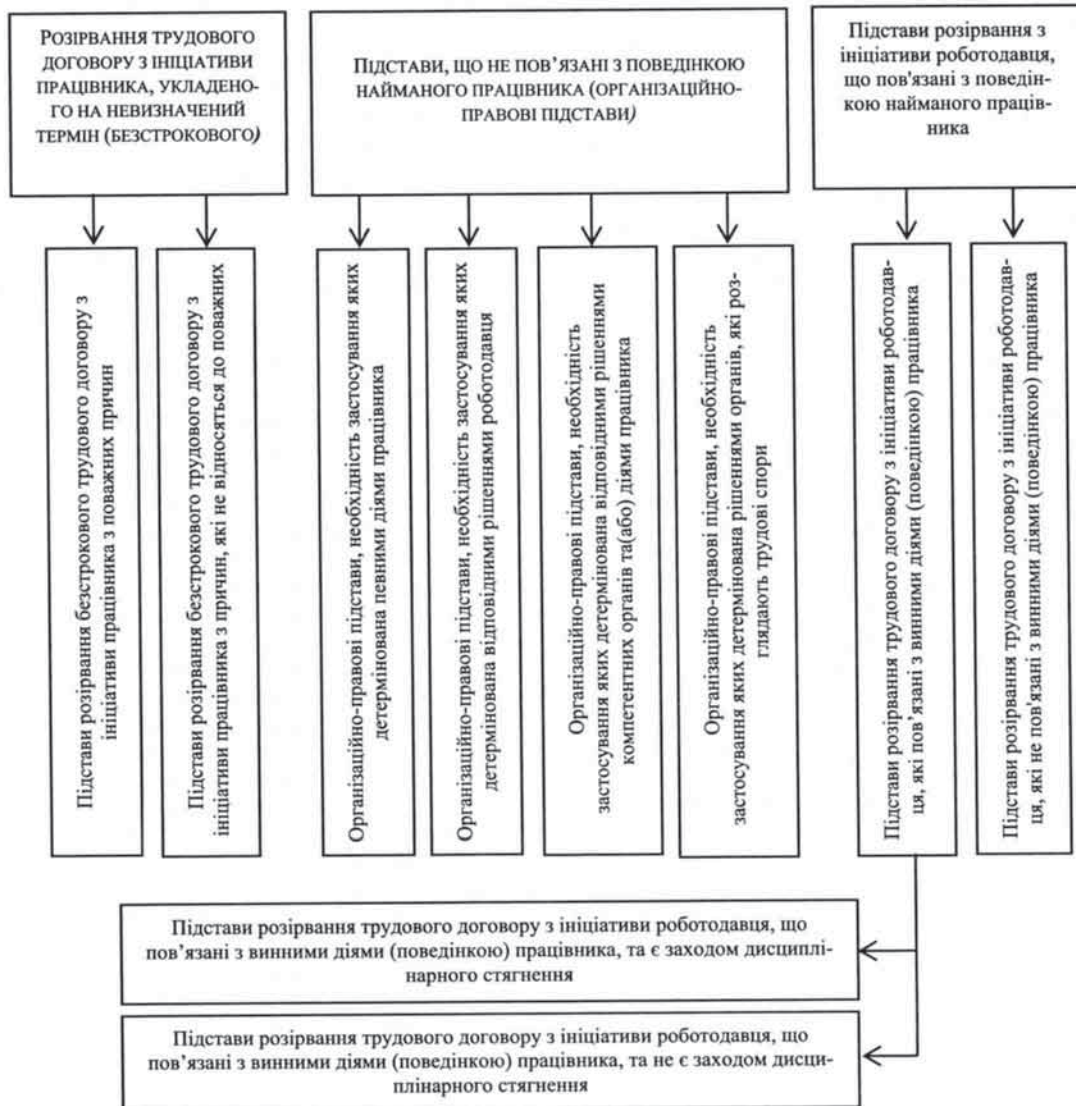 РОЗІРВАННЯ ТРУДОВОГО
ДОГОВОРУ З ІНІЦІАТИВИ
ПРАЦІВНИКА, УКЛАДЕНО-
ГО НА НЕВИЗНАЧЕНИЙ
ТЕРМІН (БЕЗСТРОКОВОГО)
ПІДСТАВИ, ЩО НЕ ПОВ’ЯЗАНІ З ПОВЕДІНКОЮ
НАЙМАНОГО ПРАЦІВНИКА (ОРГАНІЗАЦІЙНО-
ПРАВОВІ ПІДСТАВИ)
Підстави розірвання з
ініціативи роботодавця,
що пов'язані з поведін-
кою найманого праців-
ника
Підстави розірвання безстрокового трудового договору з
ініціативи працівника з поважних причин
Підстави розірвання безстрокового трудового договору з
ініціативи працівника з причин, які не відносяться до поважних
Організаційно-правові підстави, необхідність застосування яких
детермінована певними діями працівника
Організаційно-правові підстави, необхідність застосування яких
детермінована відповідними рішеннями роботодавця
Організаційно-правові підстави, необхідність
застосування яких детермінована відповідними рішеннями
компетентних органів та(або) діями працівника
Організаційно-правові підстави, необхідність
застосування яких детермінована рішеннями органів, які роз-
глядають трудові спори
Підстави розірвання трудового договору з ініціативи роботодав-
ця, які пов’язані з винними діями (поведінкою) працівника
Підстави розірвання трудового договору з ініціативи роботодав-
ця, які не пов'язані з винними діями (поведінкою) працівника
Підстави розірвання трудового договору з ініціативи роботодавця, що
пов’язані з винними діями (поведінкою) працівника, та є заходом дисциплі-
нарного стягнення
Підстави розірвання трудового договору з ініціативи роботодавця, що
пов’язані з винними діями (поведінкою) працівника, та не є заходом дисци-
плінарного стягнення